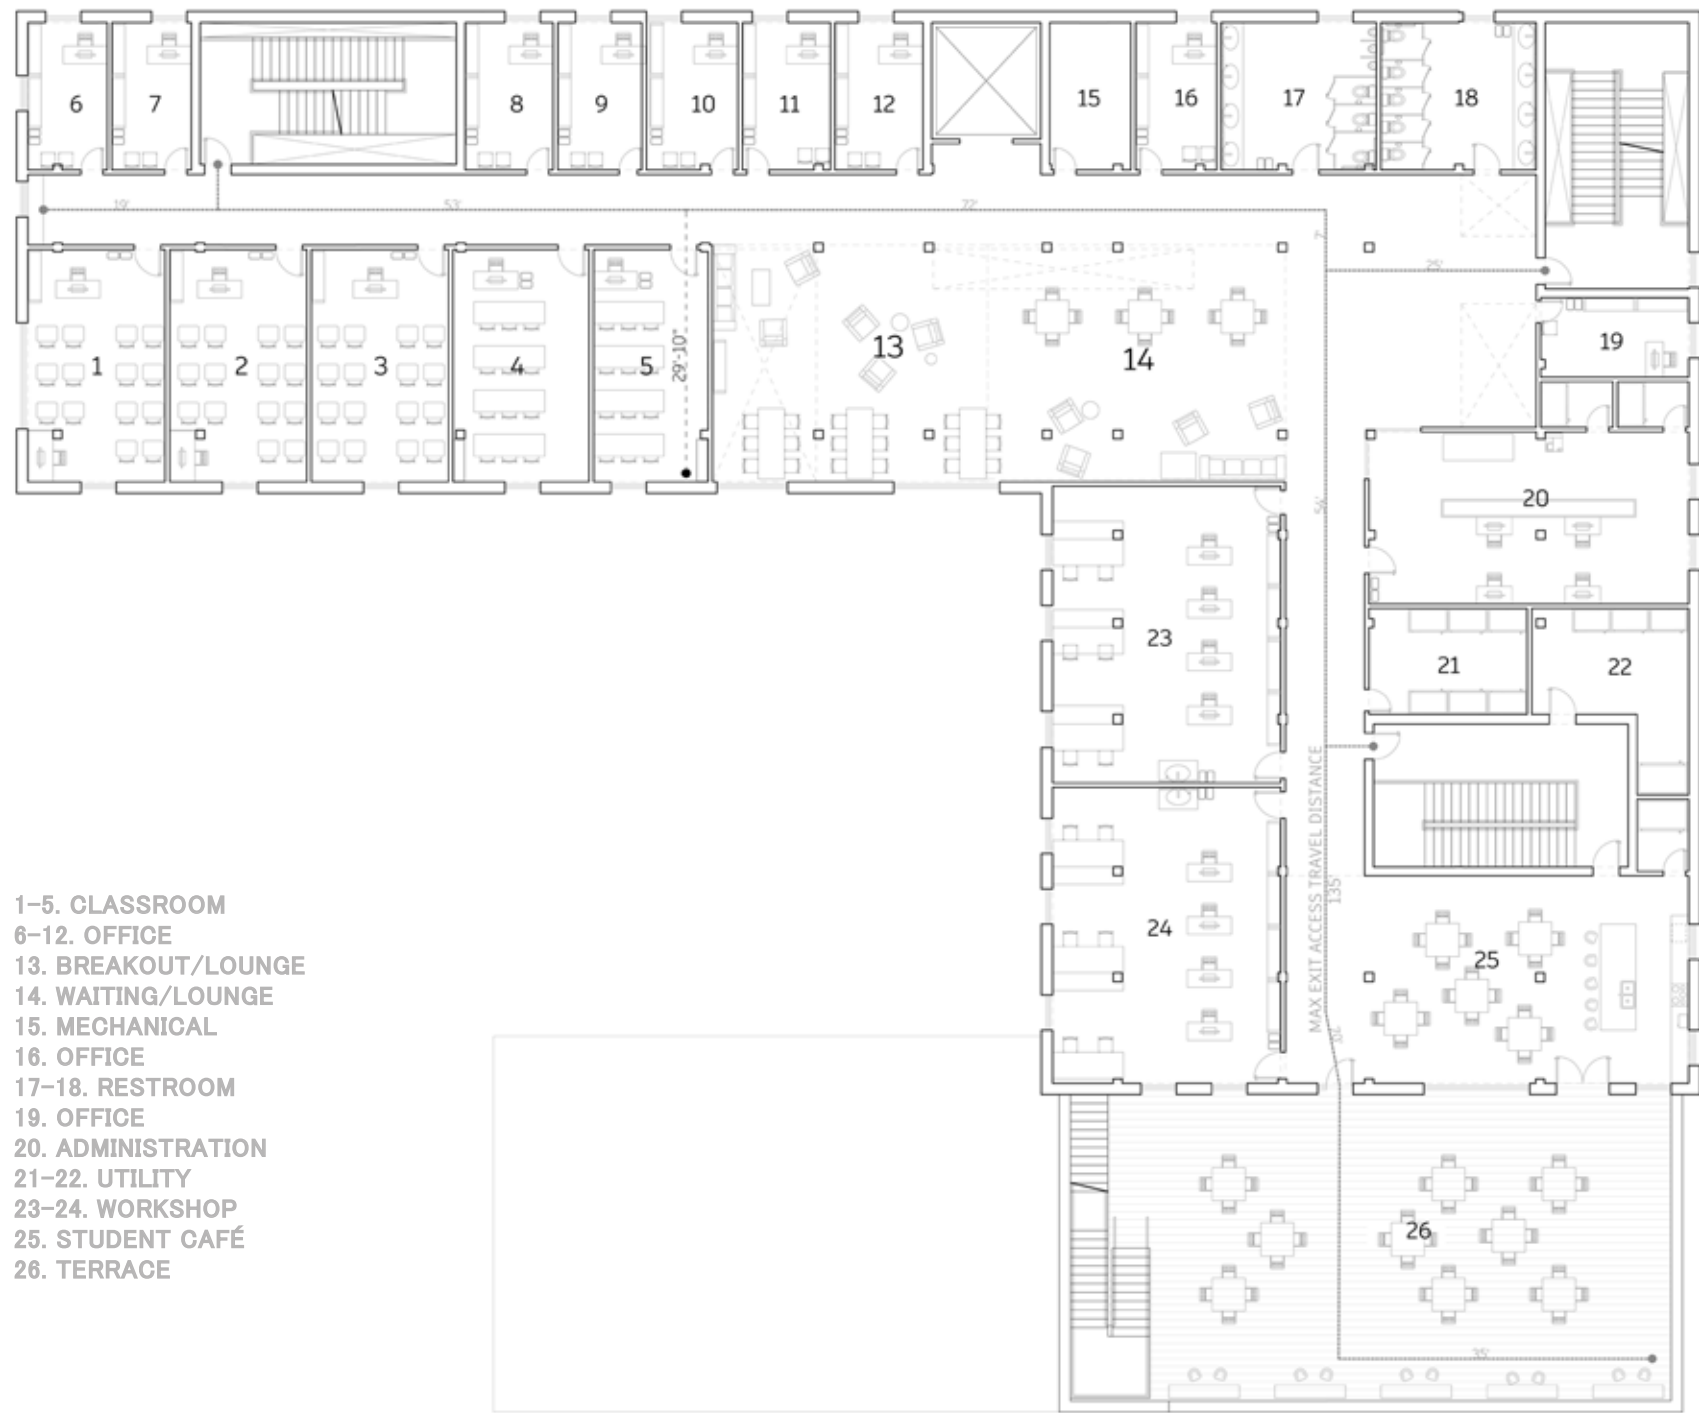 6
7
8
9
10
11
12
15
16
17
18
19'
53'
72'
7'
25'
1
2
3
4
5
29'-10"
13
14
19
54'
20
23
21
22
MAX EXIT ACCESS TRAVEL DISTANCE
135'
24
25
26
35'
1-5. CLASSROOM
6-12. OFFICE
13. BREAKOUT/LOUNGE
14. WAITING/LOUNGE
15. MECHANICAL
16. OFFICE
17-18. RESTROOM
19. OFFICE
20. ADMINISTRATION
21-22. UTILITY
23-24. WORKSHOP
25. STUDENT CAFÉ
26. TERRACE